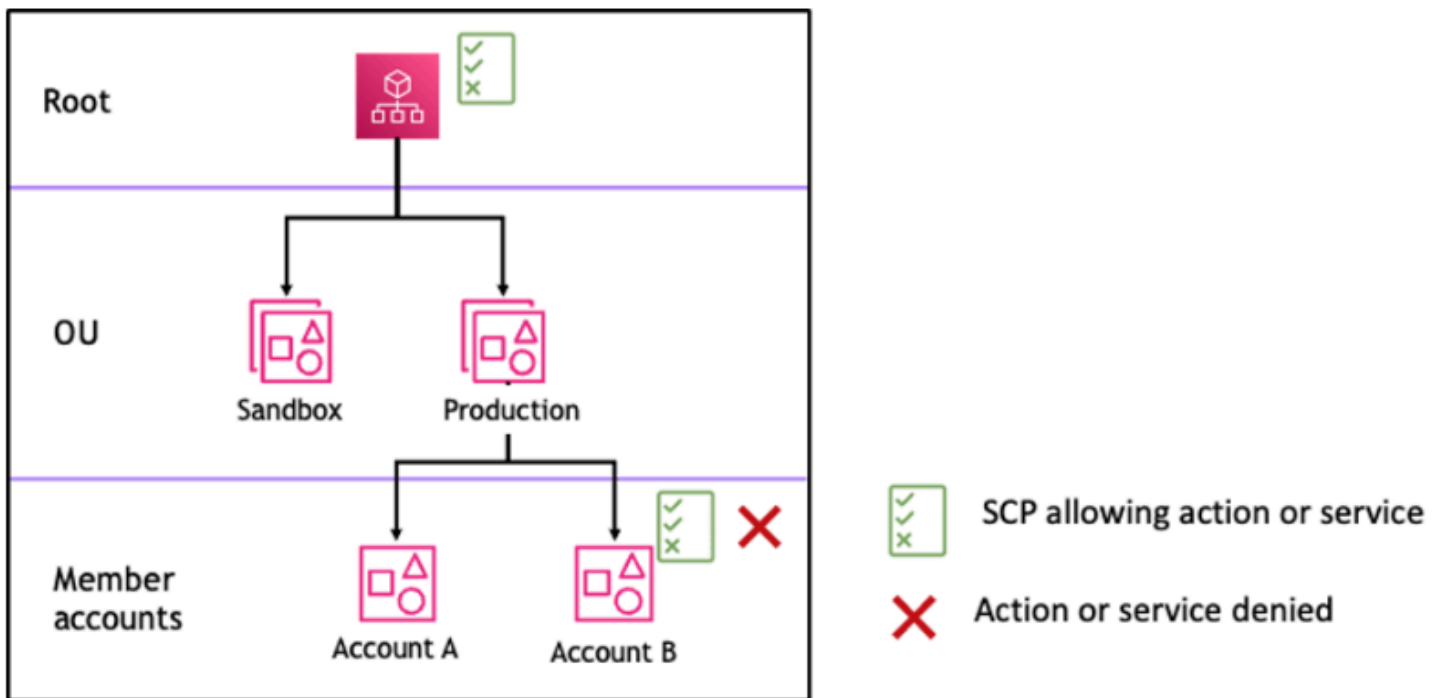 Root
OU
Sandbox
Production
Member
accounts
Account A
Account B
SCP allowing action or service
Action or service denied